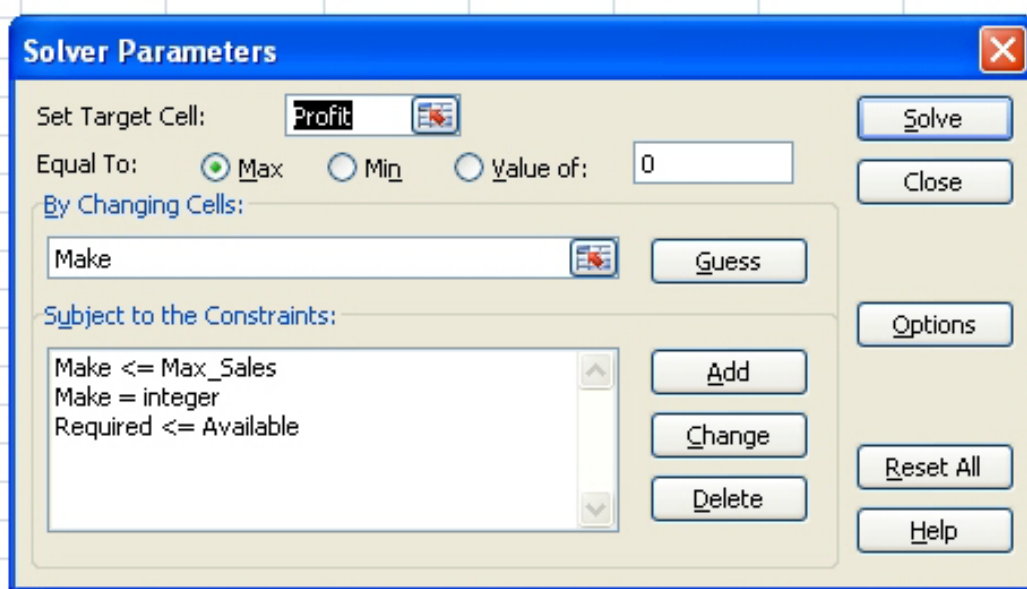 Solver Parameters
Set Target Cell: Profit
Solve
Equal To: Max Min Value of: 0
Close
By Changing Cells:
Make
Guess
Subject to the Constraints:
Options
Make <= Max_Sales
Add
Make = integer
Required <= Available
Change
Reset All
Delete
Help